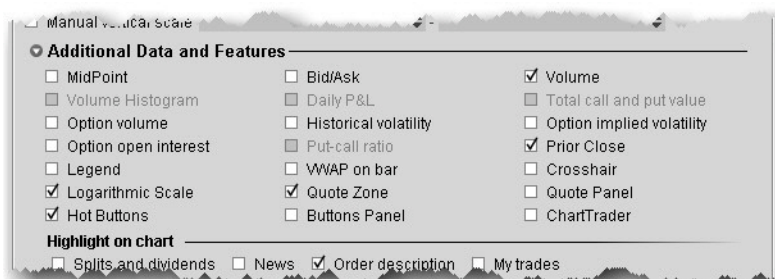 Manual vertical scale -
Additional Data and Features
MidPoint Bid/Ask Volume
Volume Histogram Daily P&L Total call and put value
Option volume Historical volatility Option implied volatility
Option open interest Put-call ratio Prior Close
Legend VWAP on bar Crosshair
Logarithmic Scale Quote Zone Quote Panel
Hot Buttons Buttons Panel ChartTrader
Highlight on chart
Splits and dividends News Order description My trades